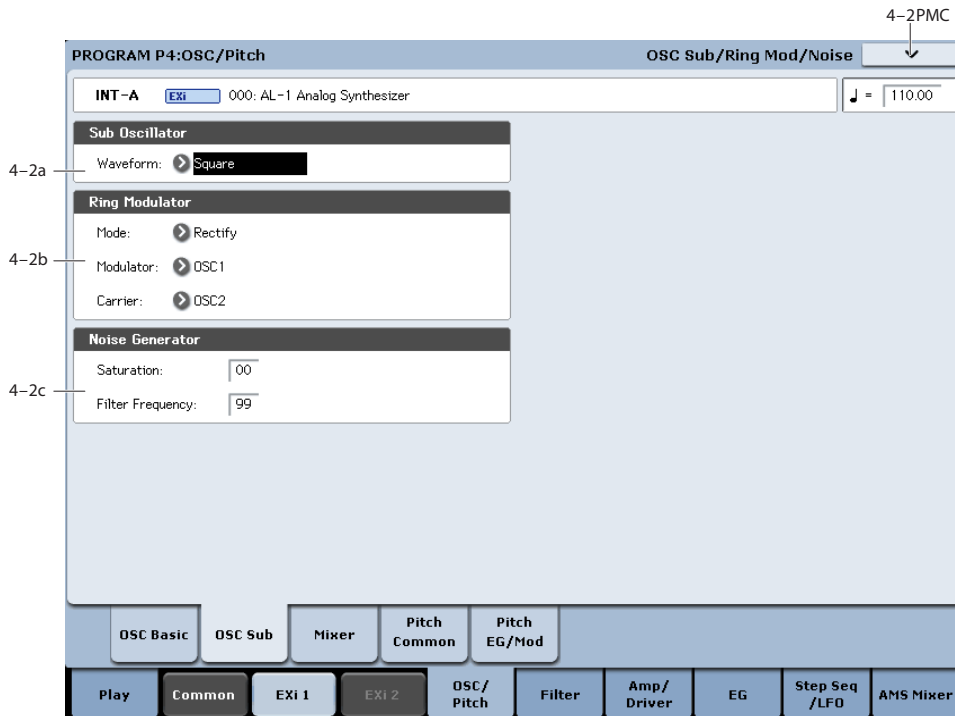 4–2PMC
PROGRAM P4:OSC/Pitch OSC Sub/Ring Mod/Noise
INT-A EXi 000: AL-1 Analog Synthesizer ♩ = 110.00
Sub Oscillator
4–2a Waveform: Square
Ring Modulator
Mode: Rectify
4–2b Modulator: OSC1
Carrier: OSC2
Noise Generator
Saturation: 00
4–2c
Filter Frequency: 99
OSC Basic OSC Sub Mixer Pitch Common Pitch EG/Mod
Play Common EXi 1 EXi 2 OSC/ Pitch Filter Amp/ Driver EG Step Seq /LFO AMS Mixer